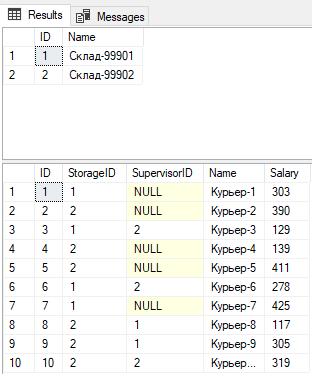 Results Messages
ID Name
1 1 Склад-99901
2 2 Склад-99902
ID StorageID SupervisorID Name Salary
1 1 1 NULL Курьер-1 303
2 2 2 NULL Курьер-2 390
3 3 1 2 Курьер-3 129
4 4 2 NULL Курьер-4 139
5 5 2 NULL Курьер-5 411
6 6 1 2 Курьер-6 278
7 7 1 NULL Курьер-7 425
8 8 2 1 Курьер-8 117
9 9 2 1 Курьер-9 305
10 10 2 2 Курьер... 319